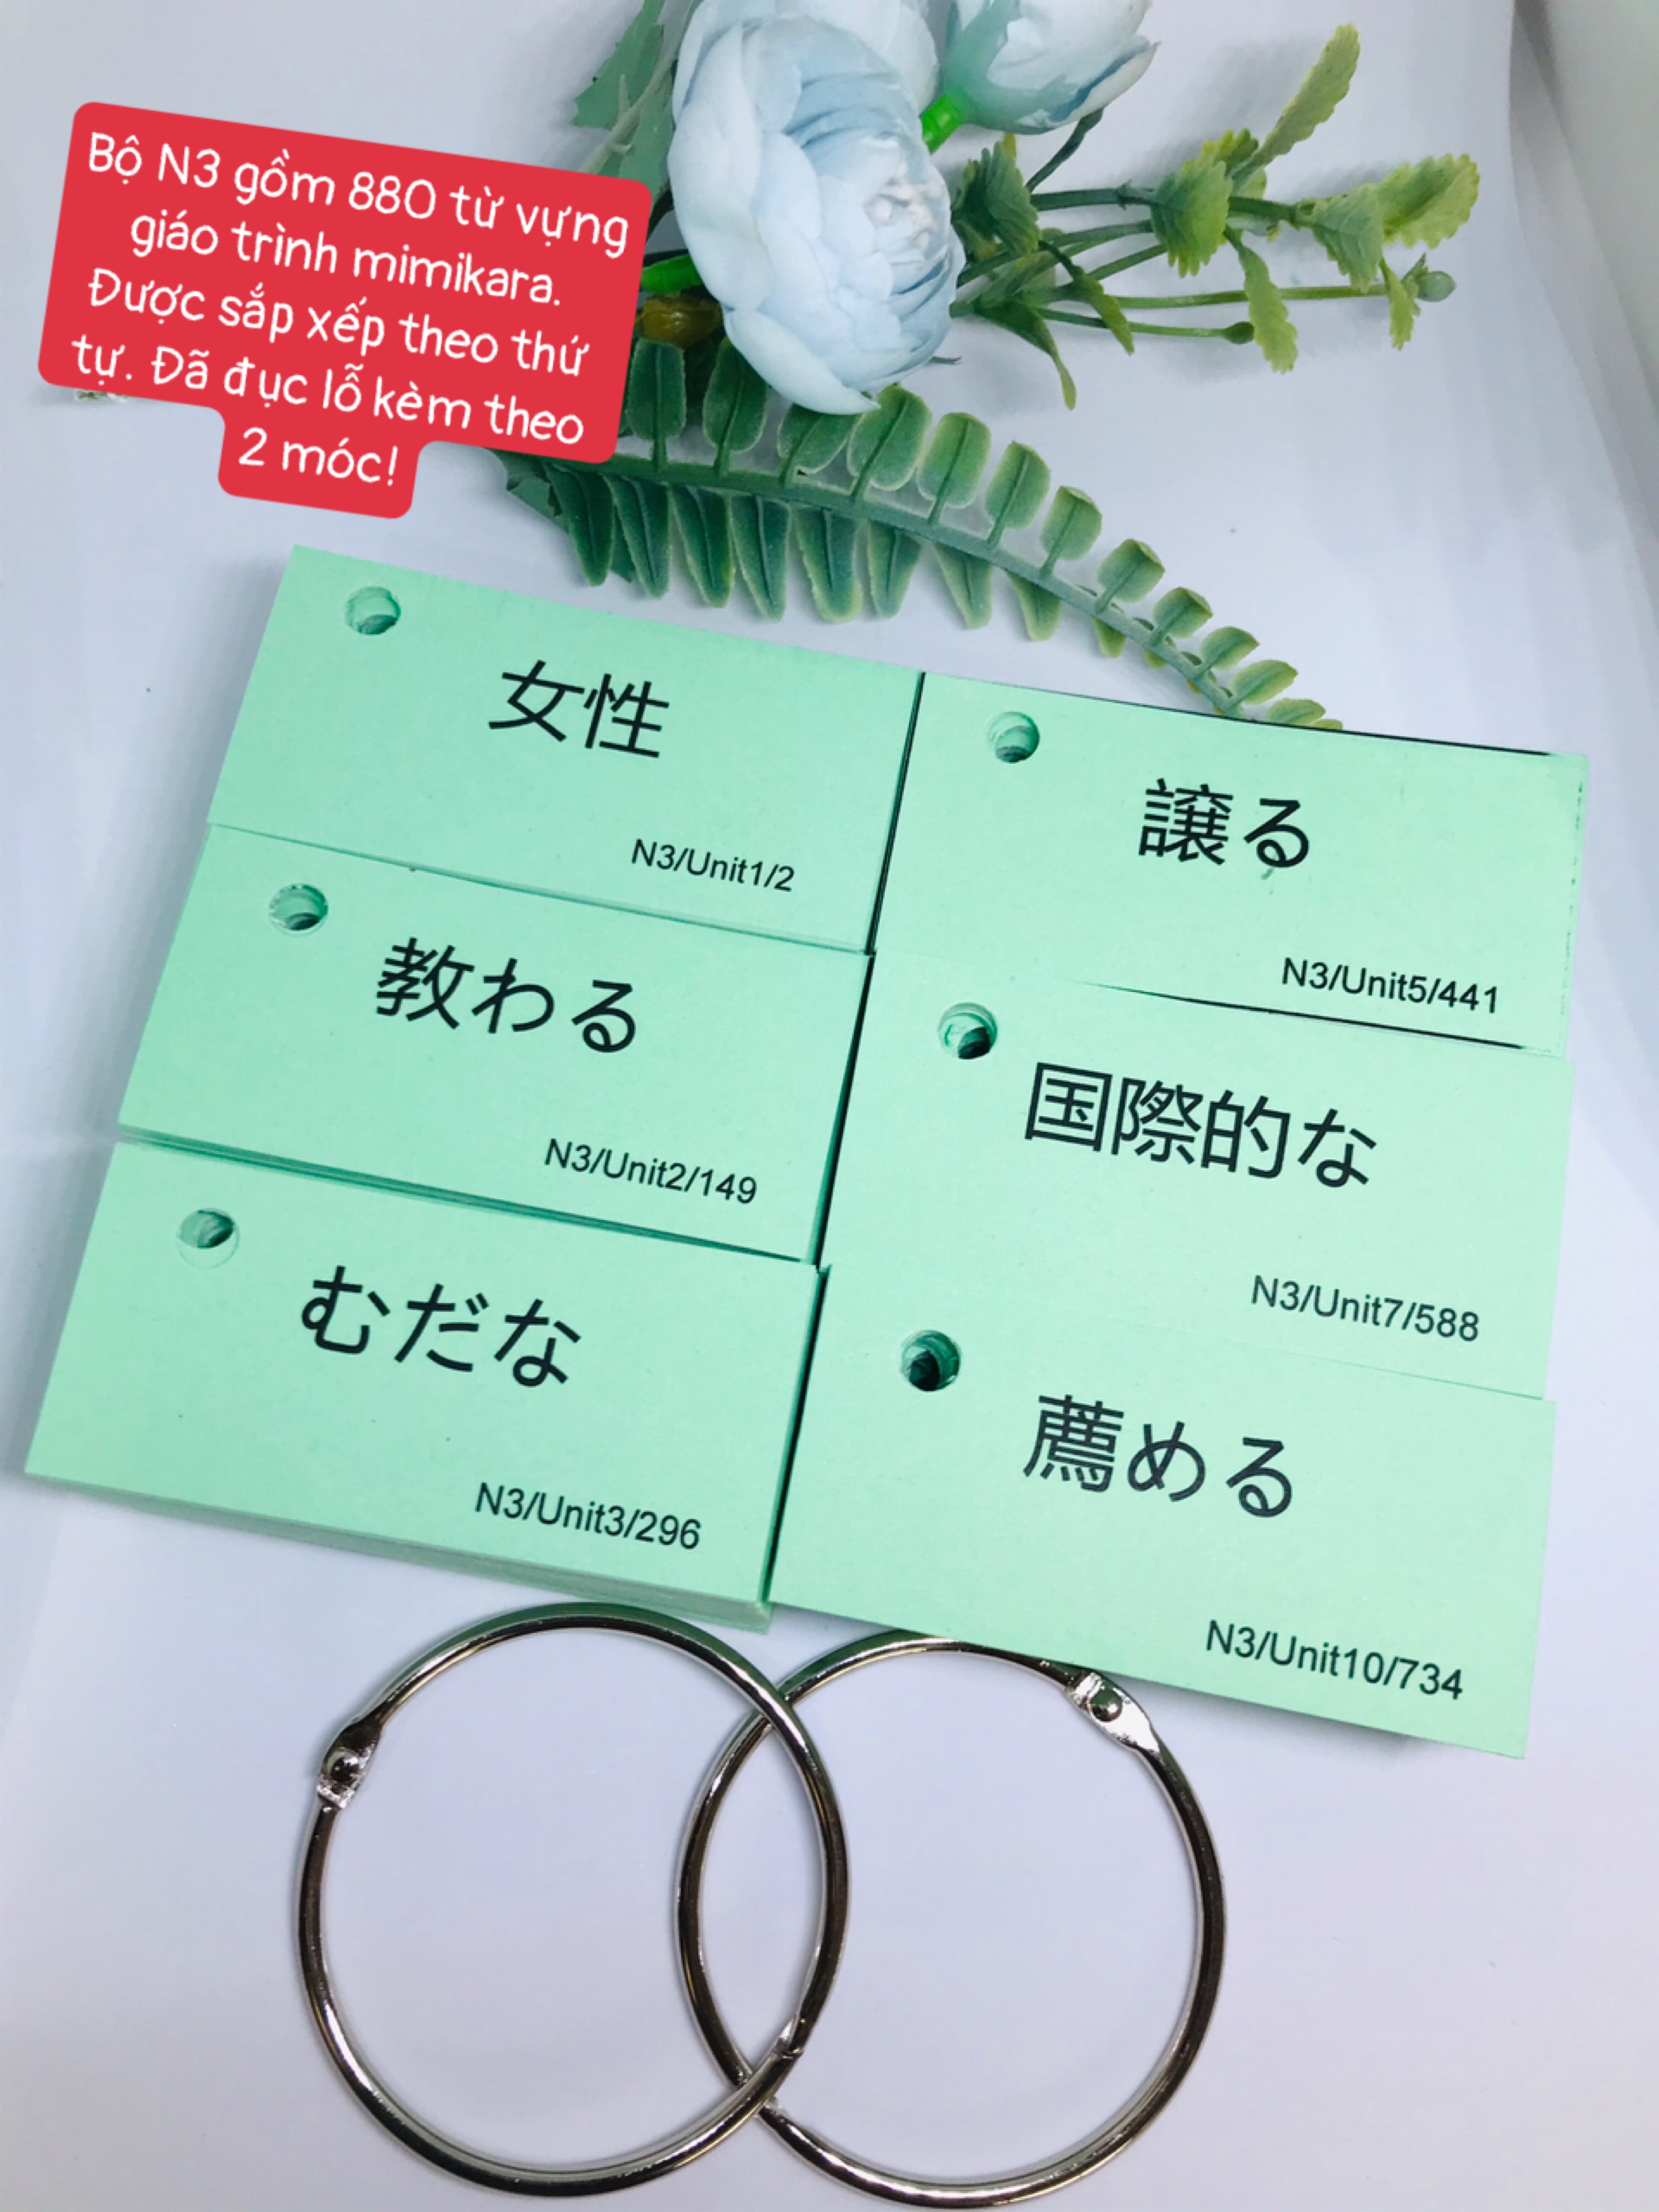 Bộ N3 gồm 880 từ vựng
giáo trình mimikara.
Được sắp xếp theo thứ
tự. Đã đục lỗ kèm theo
2 móc!
女性
N3/Unit1/2
教わる
N3/Unit2/149
むだな
N3/Unit3/296
譲る
N3/Unit5/441
国際的な
N3/Unit7/588
薦める
N3/Unit10/734